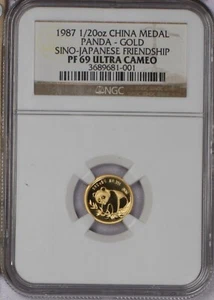 1987 1/20oz CHINA MEDAL
PANDA - GOLD
SINO-JAPANESE FRIENDSHIP
PF 69 ULTRA CAMEO
3689681-001
NGC